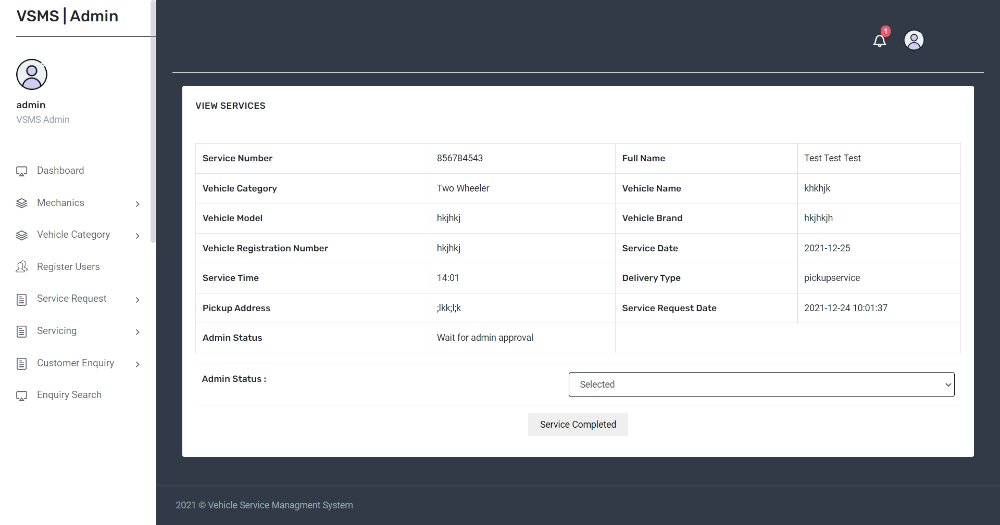 VSMS | Admin
1
admin
VSMS Admin
Dashboard
Mechanics
Vehicle Category
Register Users
Service Request
Servicing
Customer Enquiry
Enquiry Search
VIEW SERVICES
Service Number 856784543 Full Name Test Test Test
Vehicle Category Two Wheeler Vehicle Name khkhjk
Vehicle Model hkjhkj Vehicle Brand hkjhkjh
Vehicle Registration Number hkjhkj Service Date 2021-12-25
Service Time 14:01 Delivery Type pickupservice
Pickup Address ;lkk;l;k Service Request Date 2021-12-24 10:01:37
Admin Status Wait for admin approval
Admin Status : Selected
Service Completed
2021 © Vehicle Service Managment System